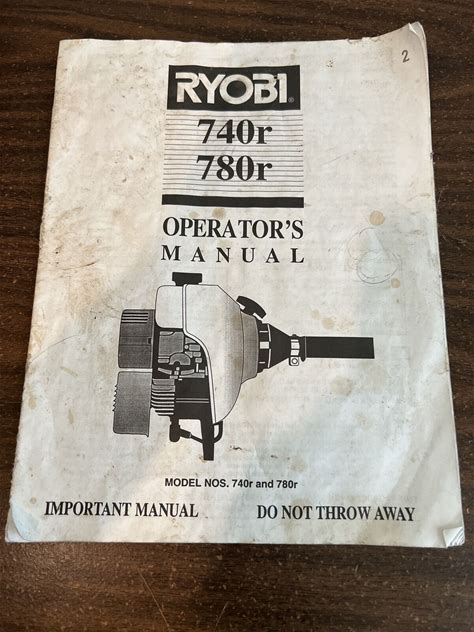 2
RYOBI®
740r
780r
OPERATOR'S
MANUAL
MODEL NOS. 740r and 780r
IMPORTANT MANUAL DO NOT THROW AWAY